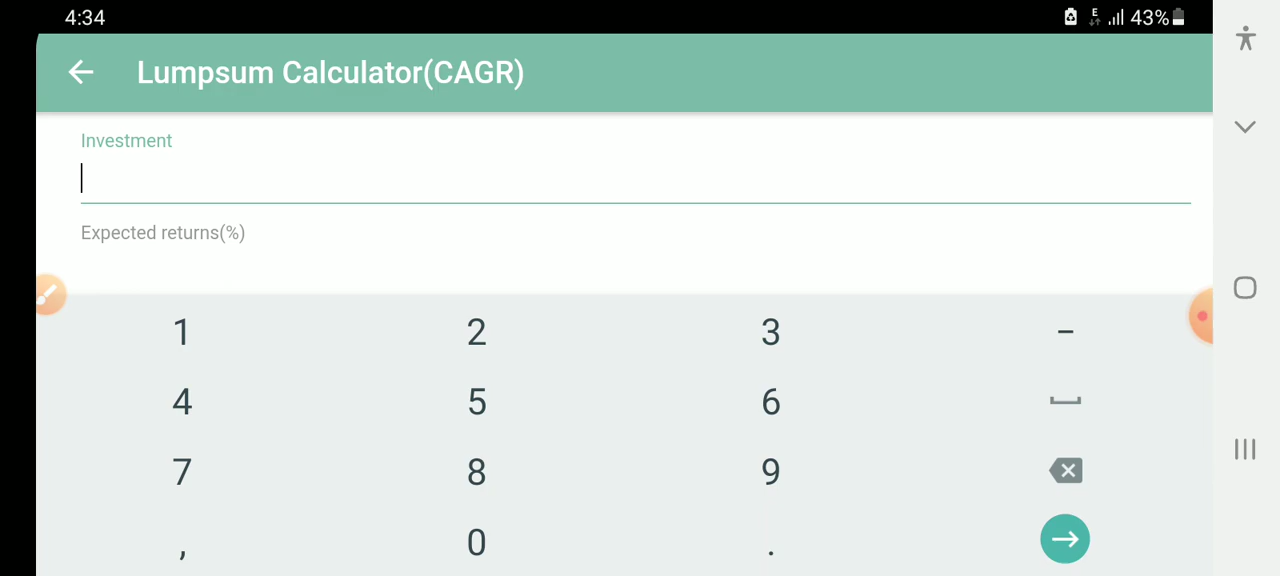 4:34
E 43%
Lumpsum Calculator(CAGR)
Investment
Expected returns(%)
1 2 3 -
4 5 6
7 8 9
, 0 .